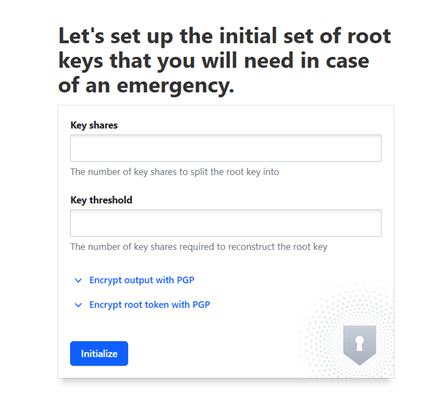 Let's set up the initial set of root
keys that you will need in case
of an emergency.
Key shares
The number of key shares to split the root key into
Key threshold
The number of key shares required to reconstruct the root key
Encrypt output with PGP
Encrypt root token with PGP
Initialize